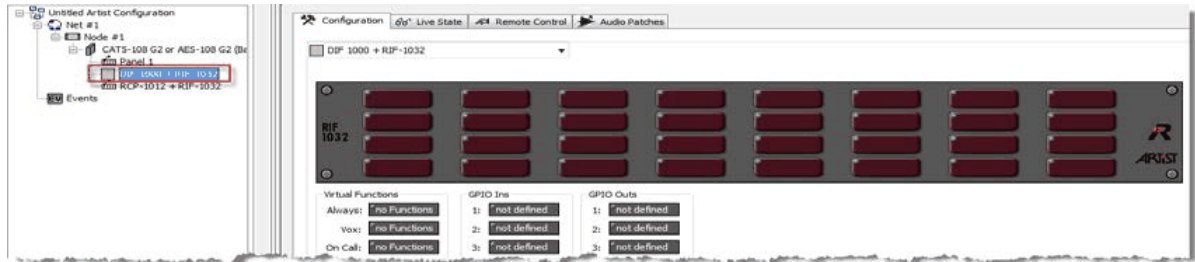 Untitled Artist Configuration
Net #1
Node #1
CATS-108 G2 or AES-108 G2 (Ba
Panel 1
DIF 1000 + RIF-1032
RCP-1012 + RIF-1032
Events
Configuration Live State Remote Control Audio Patches
DIF 1000 + RIF-1032
RIF
1032
R
ARTIST
Virtual Functions GPIO Ins GPIO Outs
Always: no Functions 1: not defined 1: not defined
Vox: no Functions 2: not defined 2: not defined
On Call: no Functions 3: not defined 3: not defined